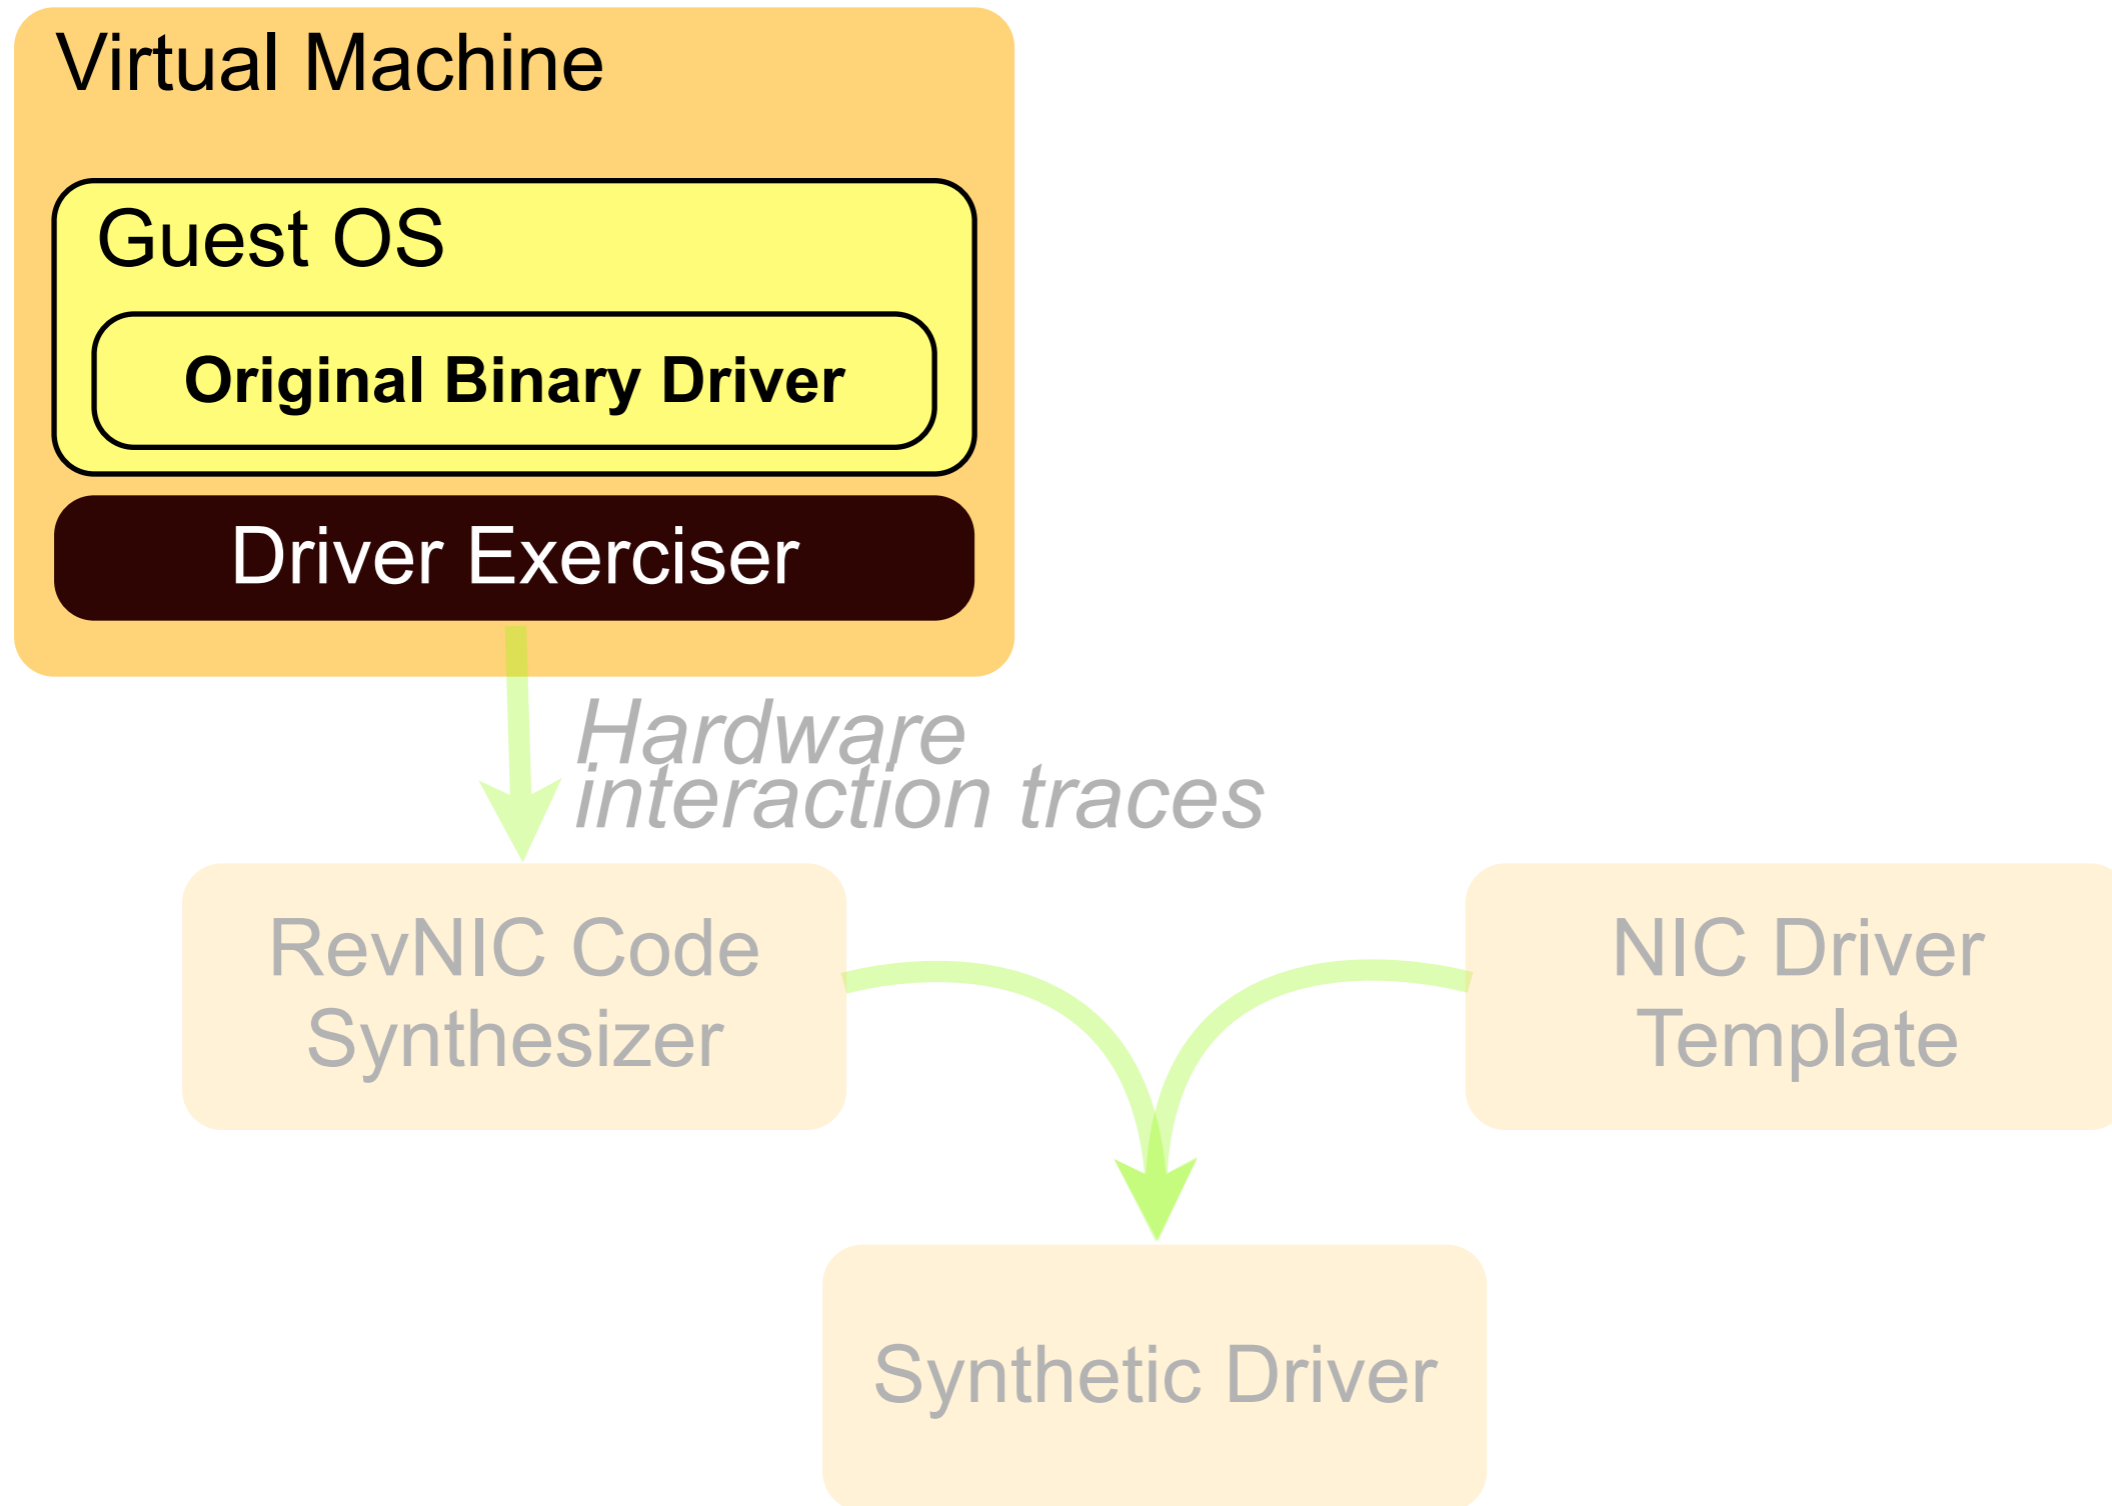 Virtual Machine
Guest OS
Original Binary Driver
Driver Exerciser
Hardware
interaction traces
RevNIC Code
Synthesizer
NIC Driver
Template
Synthetic Driver